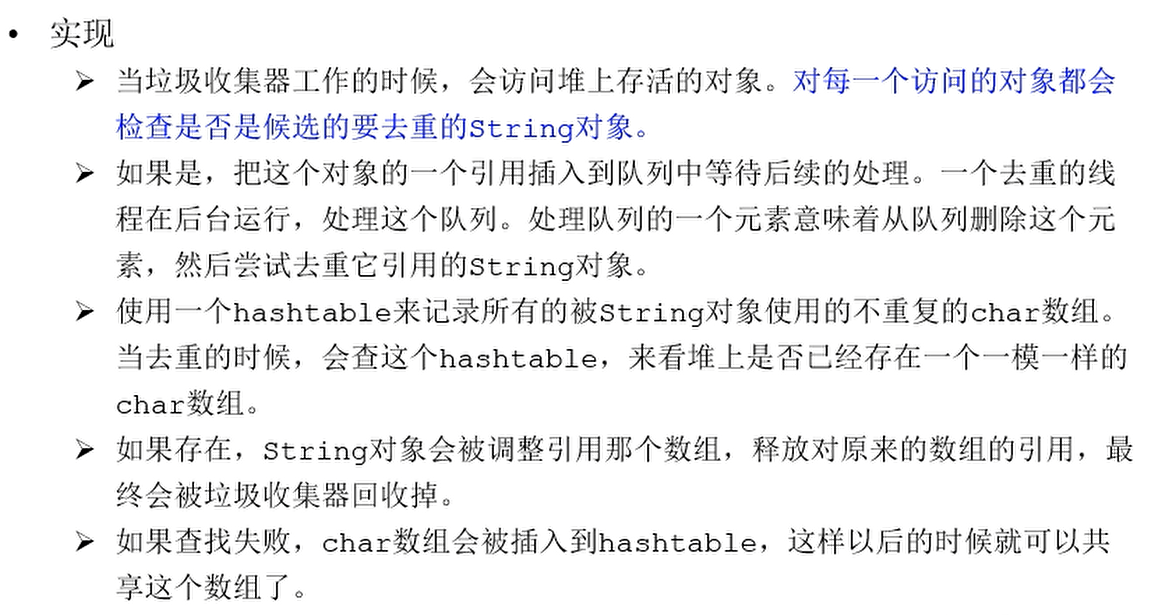 • 实现
➢ 当垃圾收集器工作的时候，会访问堆上存活的对象。对每一个访问的对象都会
检查是否是候选的要去重的String对象。
➢ 如果是，把这个对象的一个引用插入到队列中等待后续的处理。一个去重的线
程在后台运行，处理这个队列。处理队列的一个元素意味着从队列删除这个元
素，然后尝试去重它引用的String对象。
➢ 使用一个hashtable来记录所有的被String对象使用的不重复的char数组。
当去重的时候，会查这个hashtable，来看堆上是否已经存在一个一模一样的
char数组。
➢ 如果存在，String对象会被调整引用那个数组，释放对原来的数组的引用，最
终会被垃圾收集器回收掉。
➢ 如果查找失败，char数组会被插入到hashtable，这样以后的时候就可以共
享这个数组了。